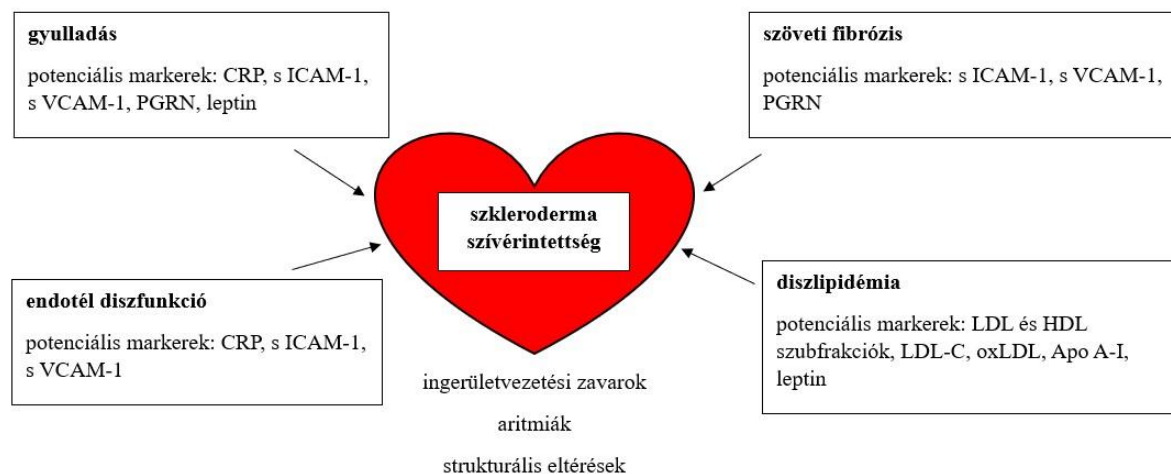 gyulladás
potenciális markerek: CRP, s ICAM-1,
s VCAM-1, PGRN, leptin
szöveti fibrózis
potenciális markerek: s ICAM-1, s VCAM-1,
PGRN
szkleroderma
szívérintettség
endotél diszfunkció
potenciális markerek: CRP, s ICAM-1,
s VCAM-1
diszlipidémia
potenciális markerek: LDL és HDL
szubfrakciók, LDL-C, oxLDL, Apo A-I,
leptin
ingerületvezetési zavarok
aritmiák
strukturális eltérések